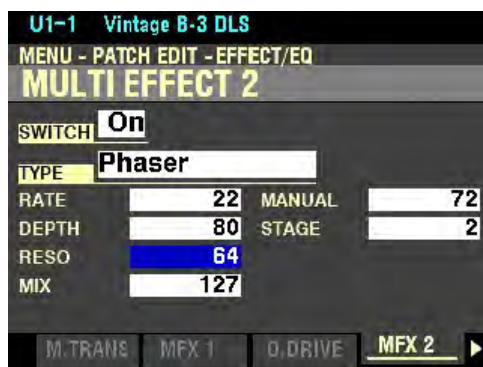 U1-1 Vintage B-3 DLS
MENU - PATCH EDIT - EFFECT/EQ
MULTI EFFECT 2
SWITCH On
TYPE Phaser
RATE 22 MANUAL 72
DEPTH 80 STAGE 2
RESO 64
MIX 127
M.TRANS MFX 1 O.DRIVE MFX 2